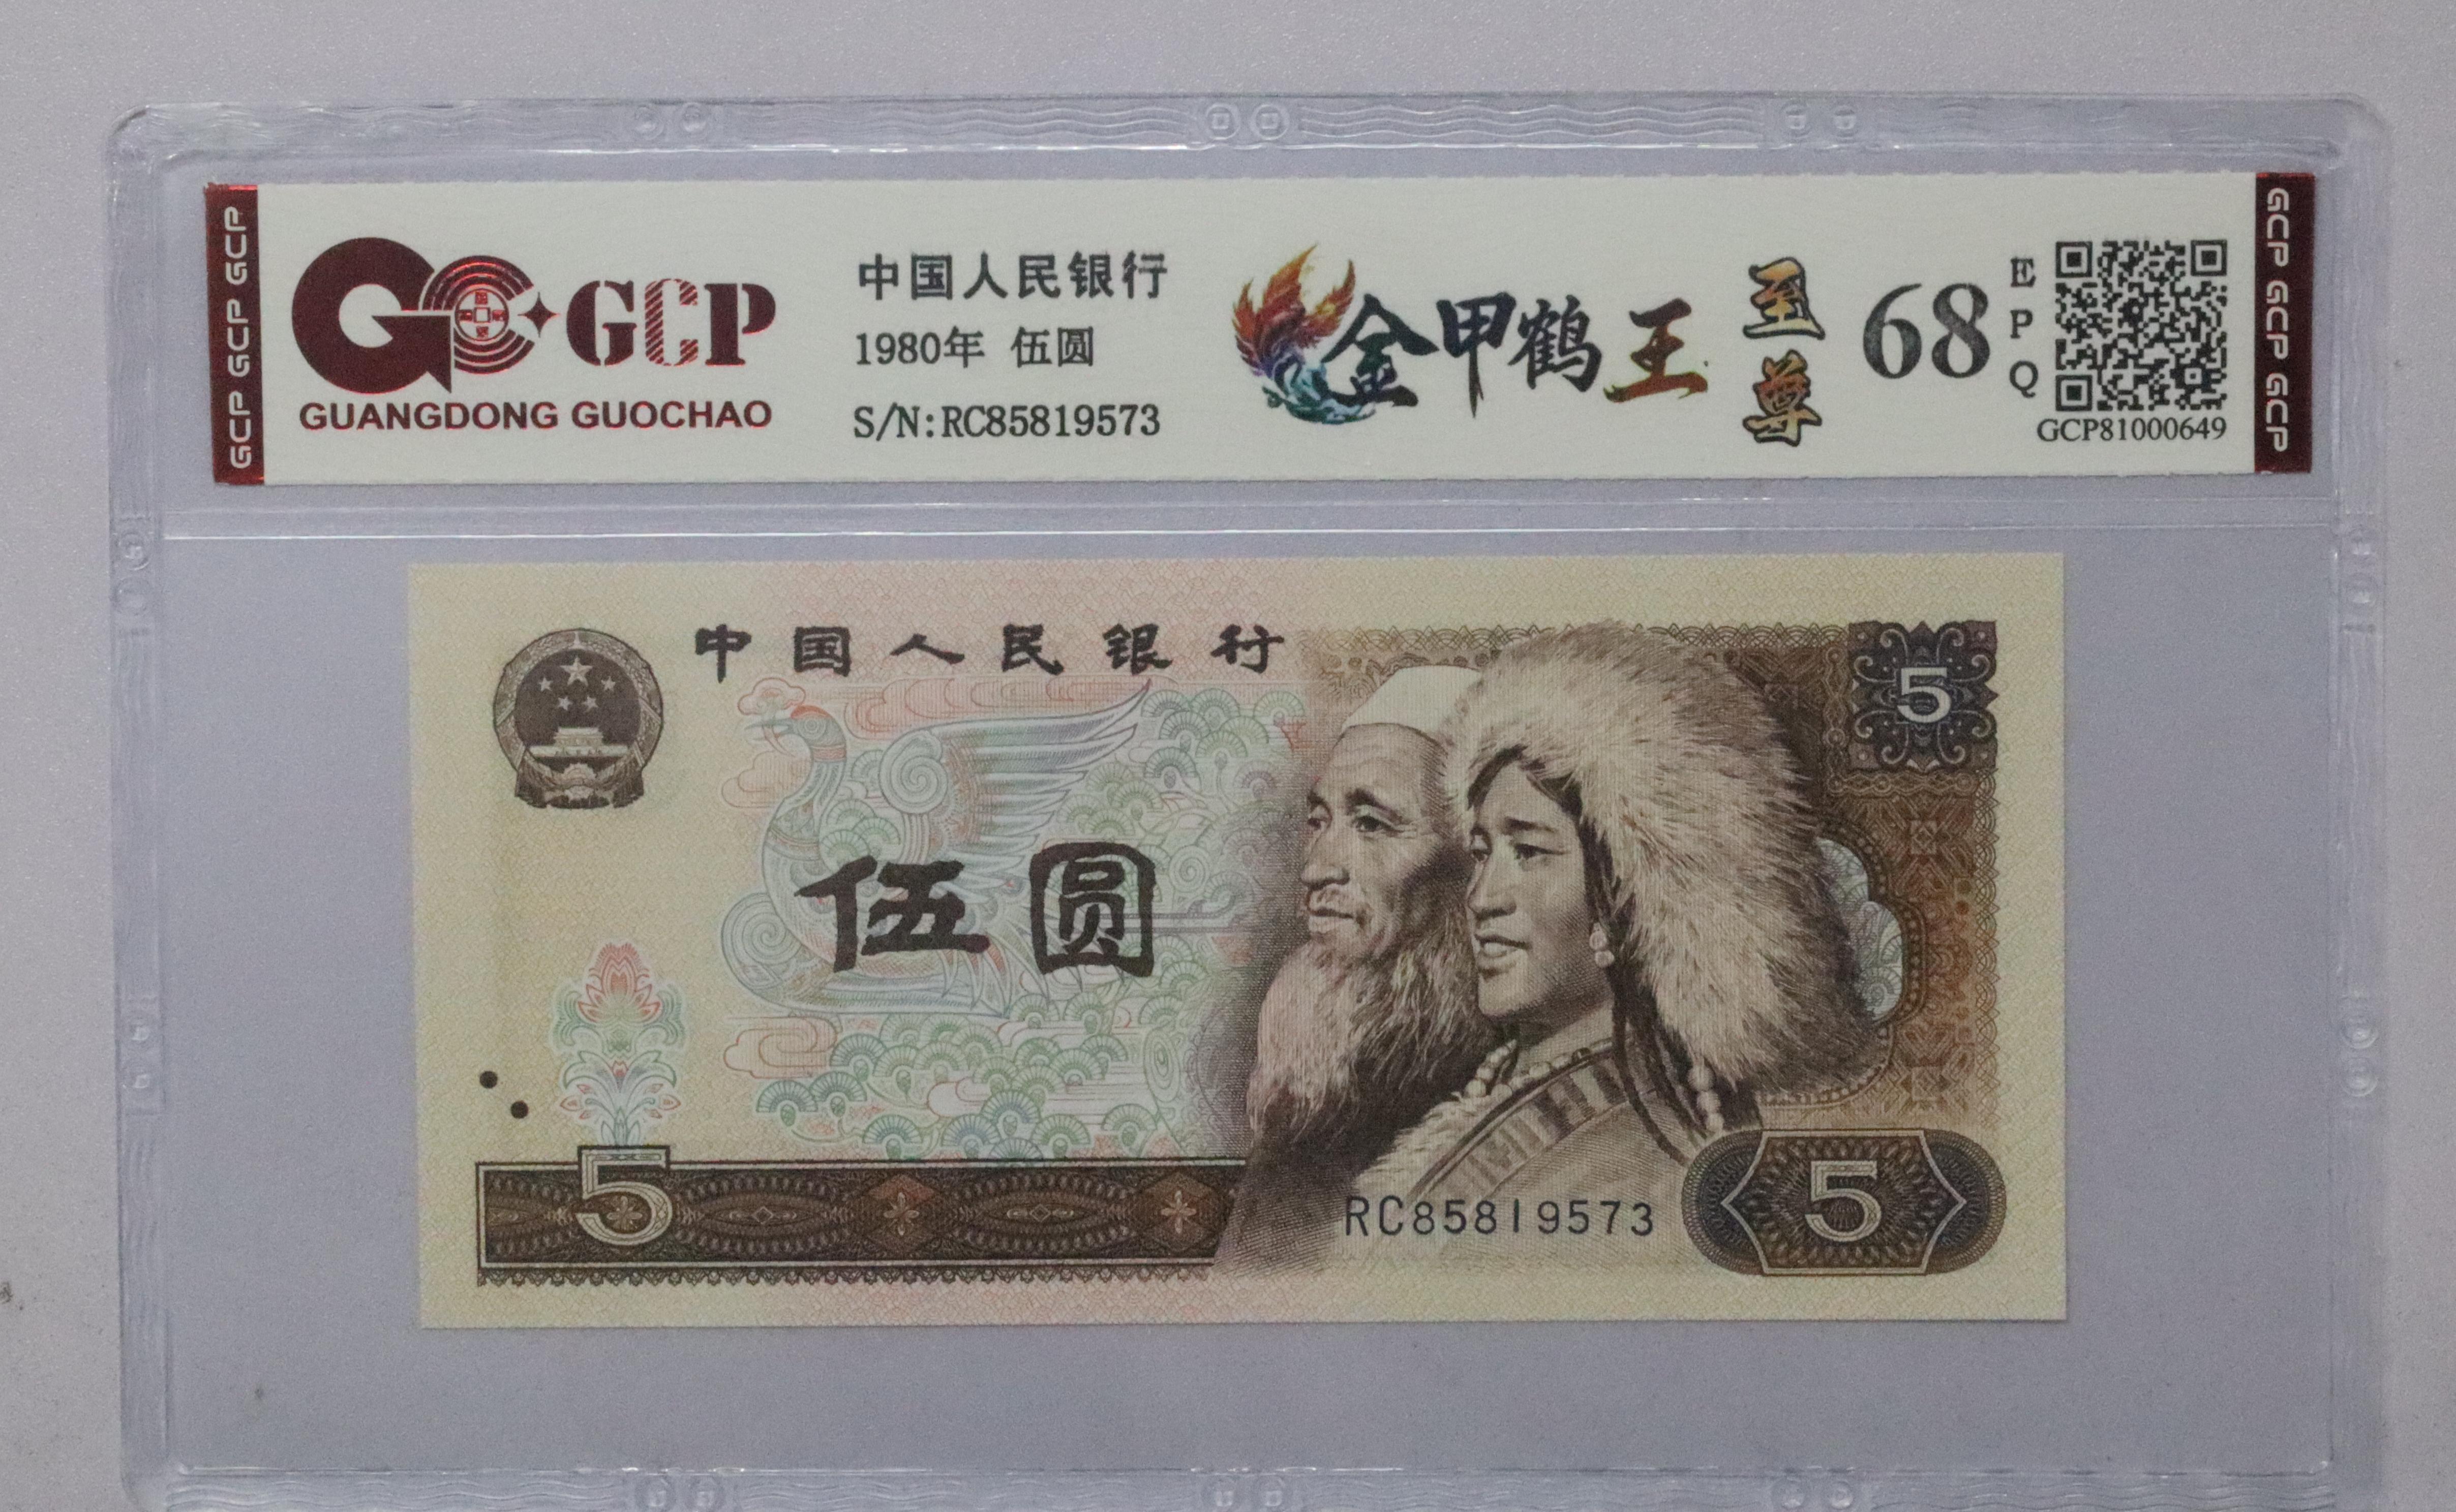 GCP GCP GCP
GCP
GUANGDONG GUOCHAO
中国人民银行
1980年 伍圆
S/N:RC85819573
金甲鹤王
至尊
68
EPQ
GCP81000649
GCP GCP GCP
中国人民银行
5
伍圆
5
RC85819573
5